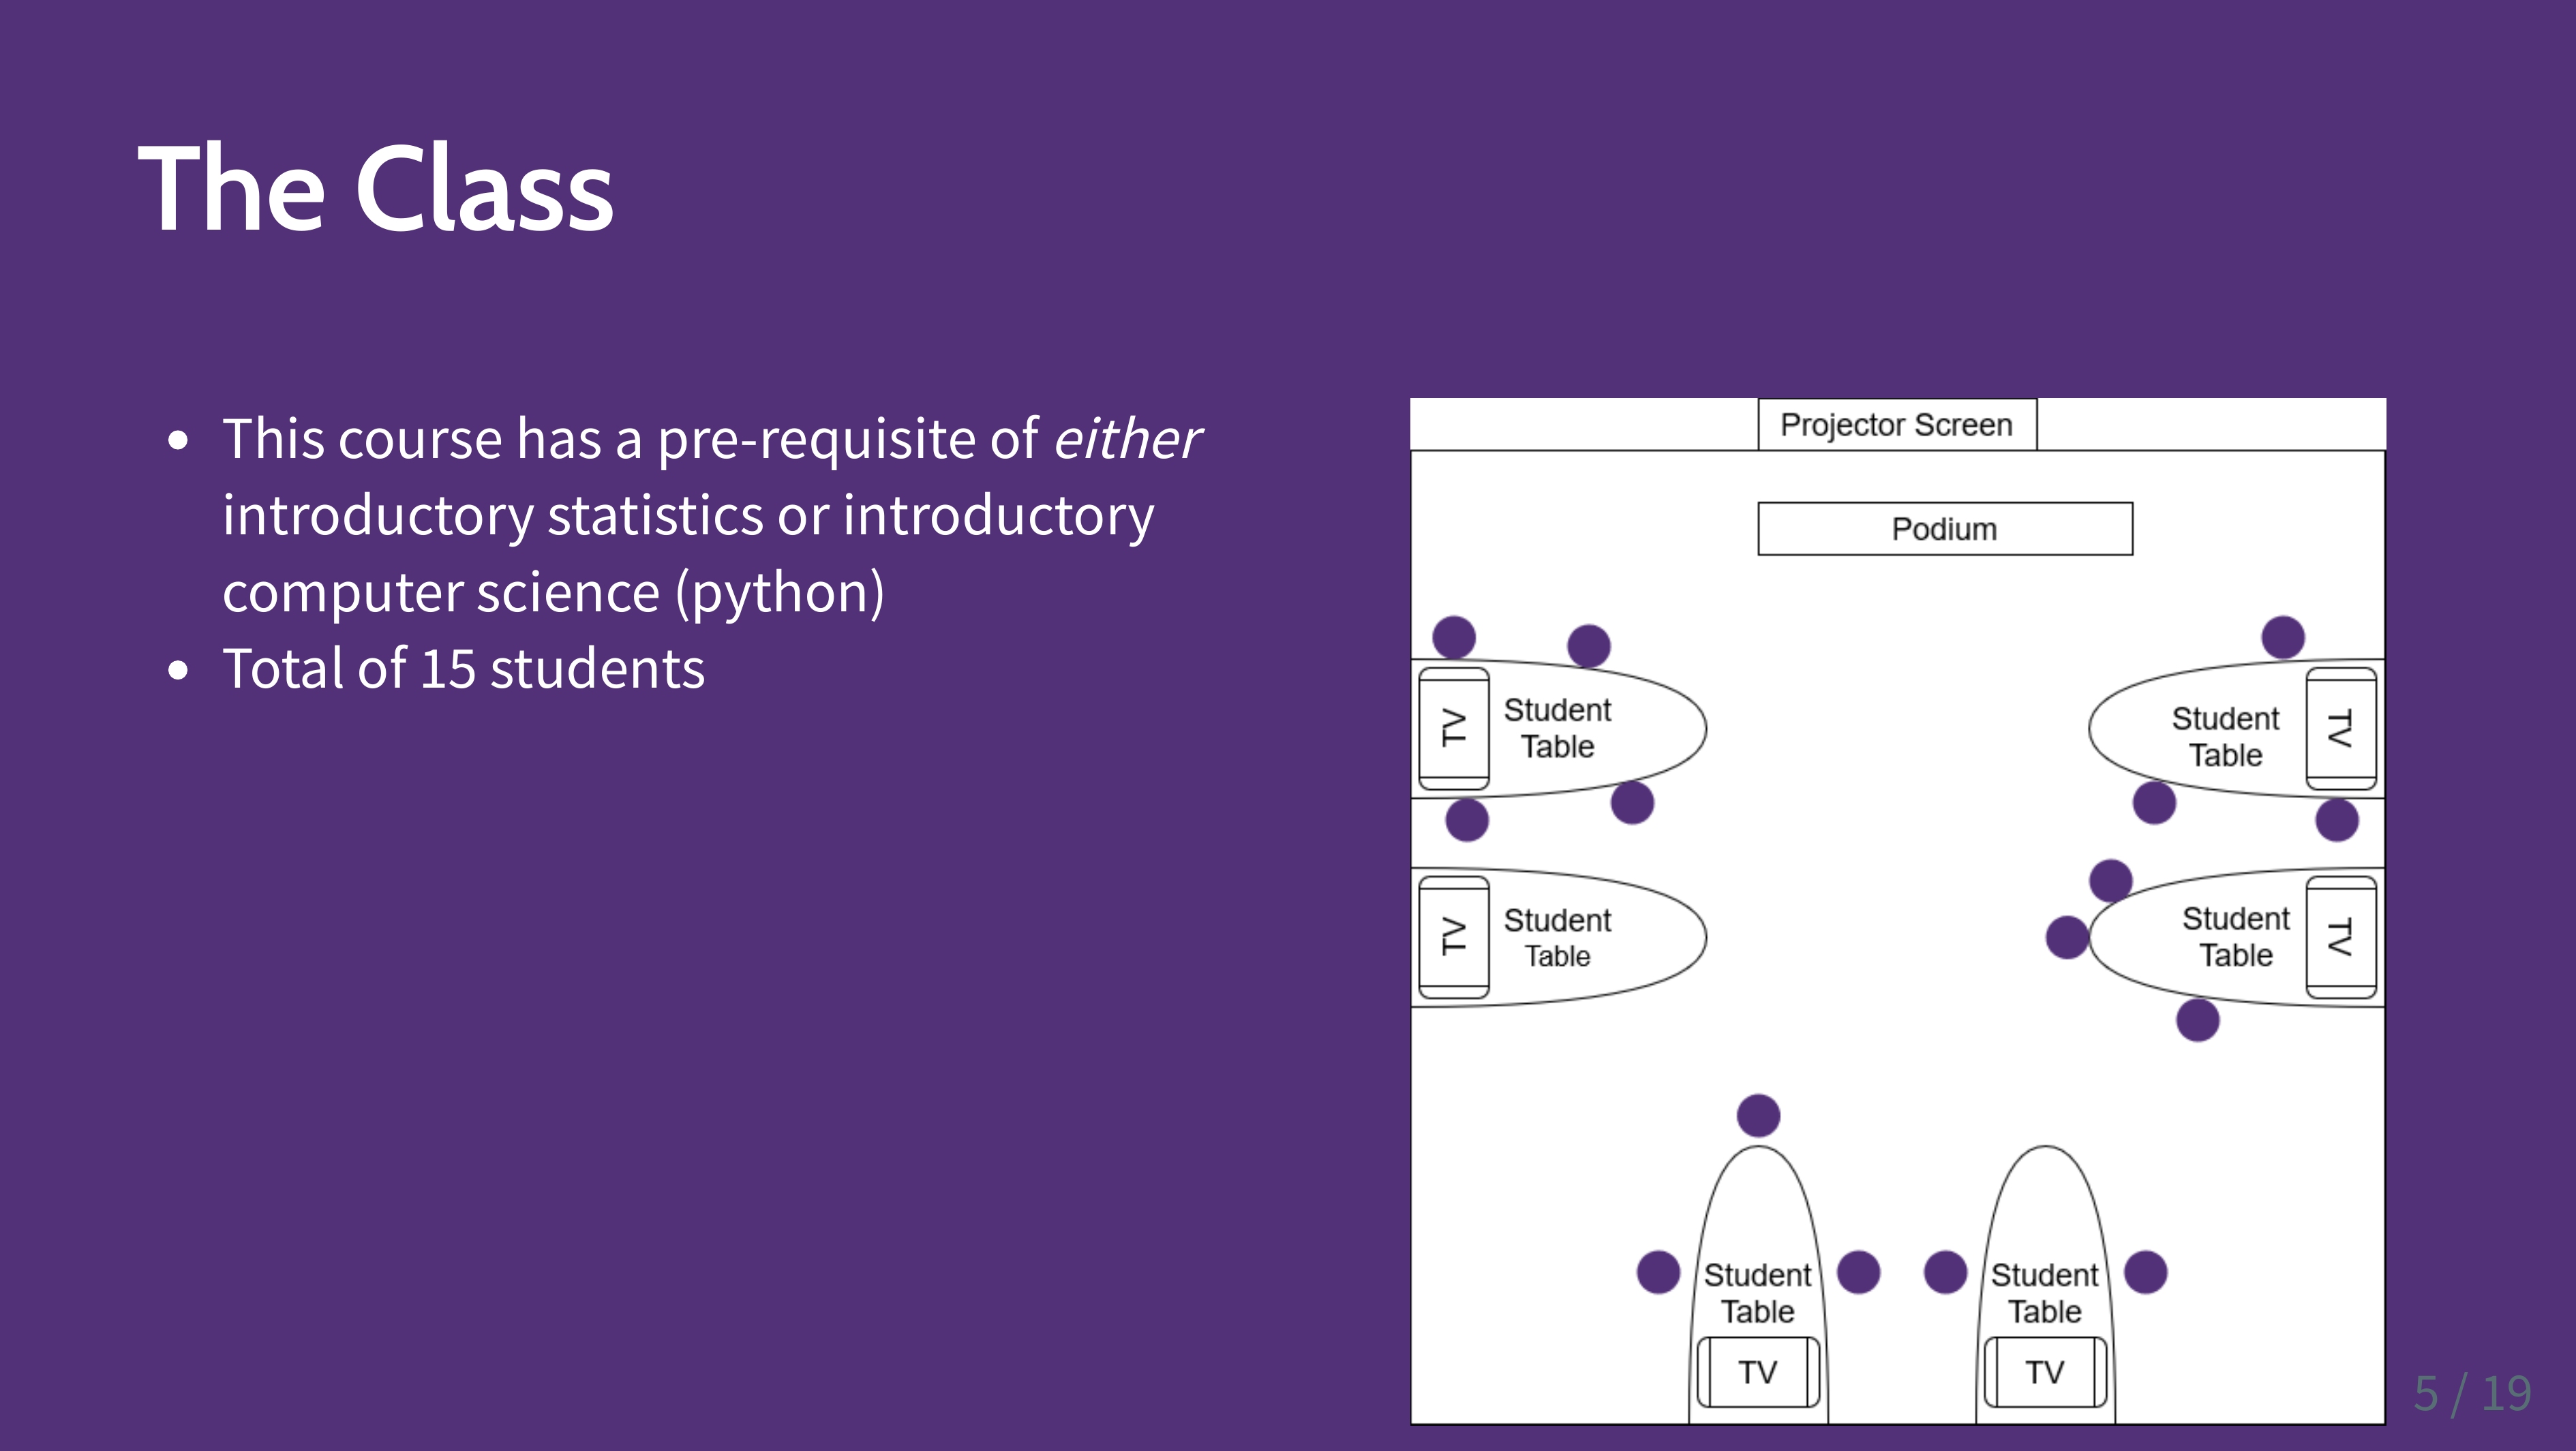 The Class
• This course has a pre-requisite of either
introductory statistics or introductory
computer science (python)
• Total of 15 students
Projector Screen
Podium
TV
Student
Table
Student
Table
TV
TV
Student
Table
Student
Table
TV
Student
Table
TV
Student
Table
TV
5 / 19